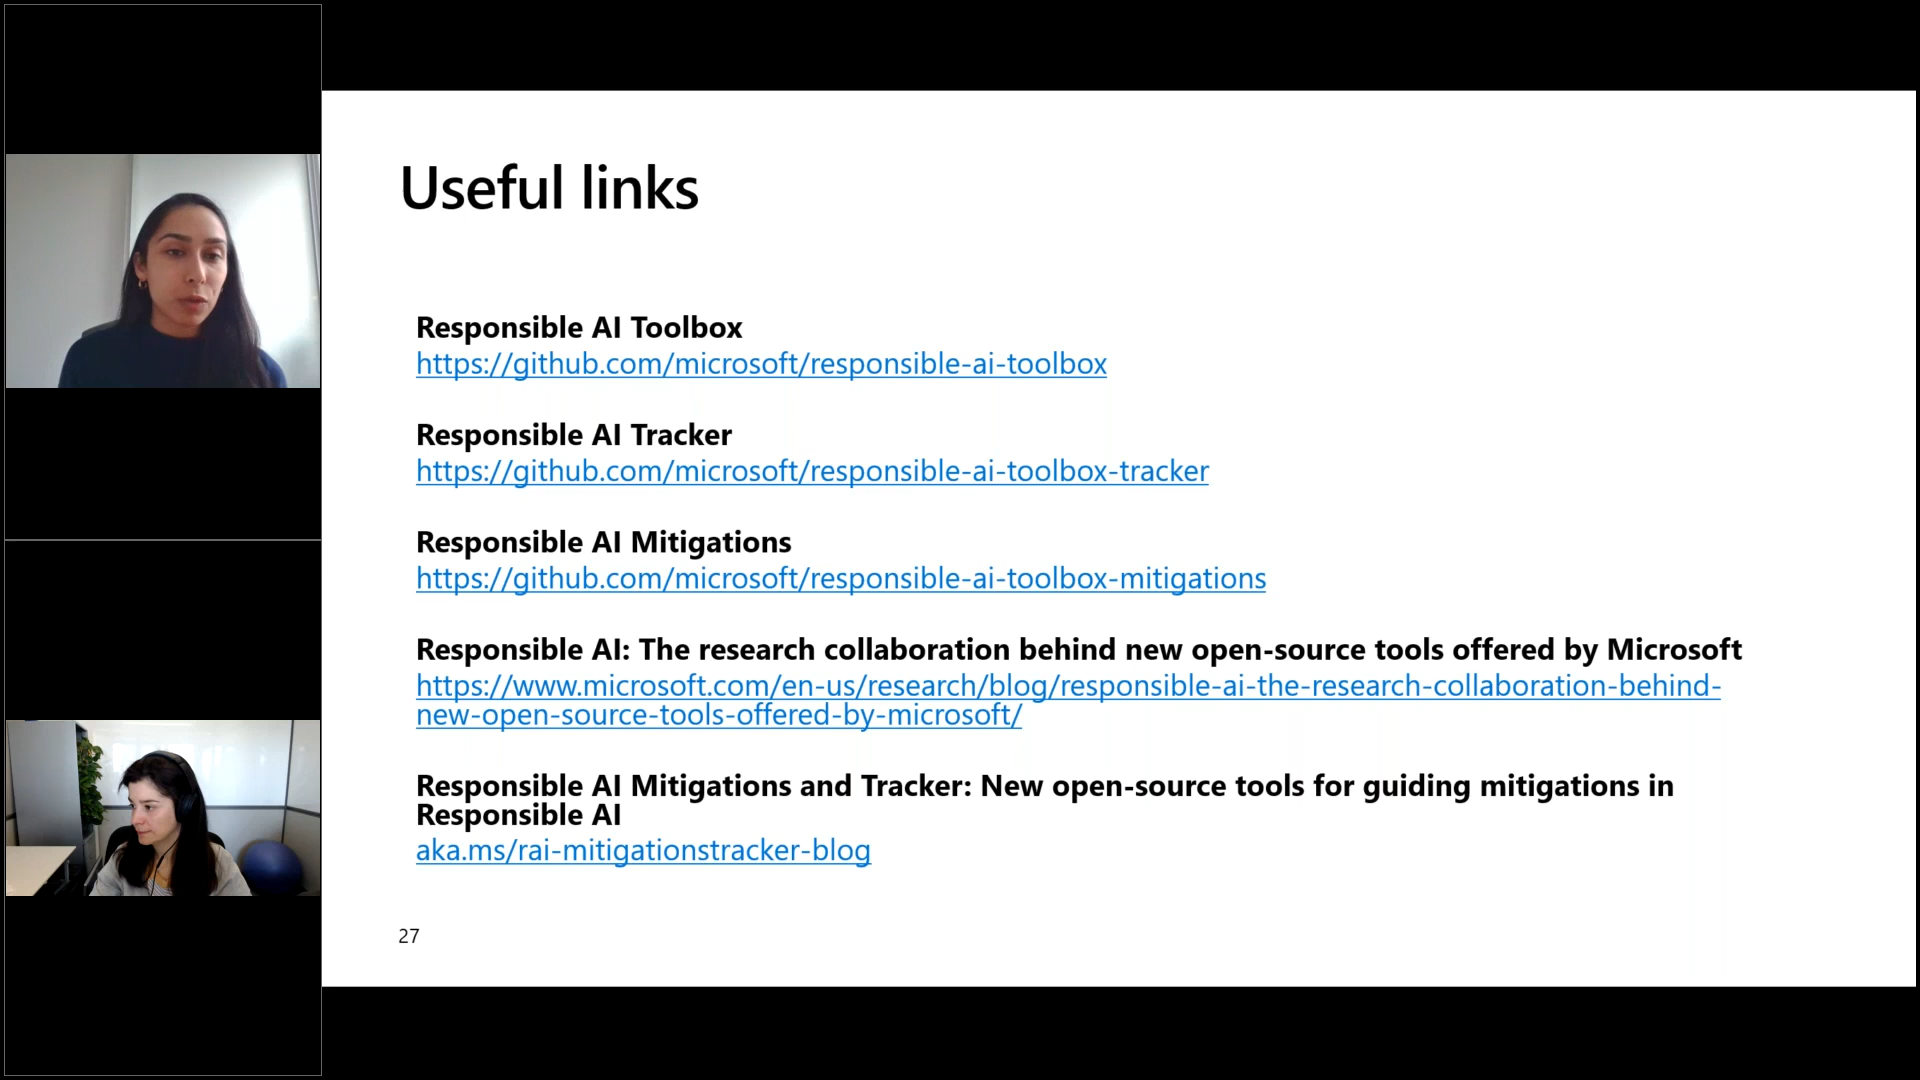 Useful links
Responsible AI Toolbox
https://github.com/microsoft/responsible-ai-toolbox
Responsible AI Tracker
https://github.com/microsoft/responsible-ai-toolbox-tracker
Responsible AI Mitigations
https://github.com/microsoft/responsible-ai-toolbox-mitigations
Responsible AI: The research collaboration behind new open-source tools offered by Microsoft
https://www.microsoft.com/en-us/research/blog/responsible-ai-the-research-collaboration-behind-
new-open-source-tools-offered-by-microsoft/
Responsible AI Mitigations and Tracker: New open-source tools for guiding mitigations in
Responsible AI
aka.ms/rai-mitigationstracker-blog
27